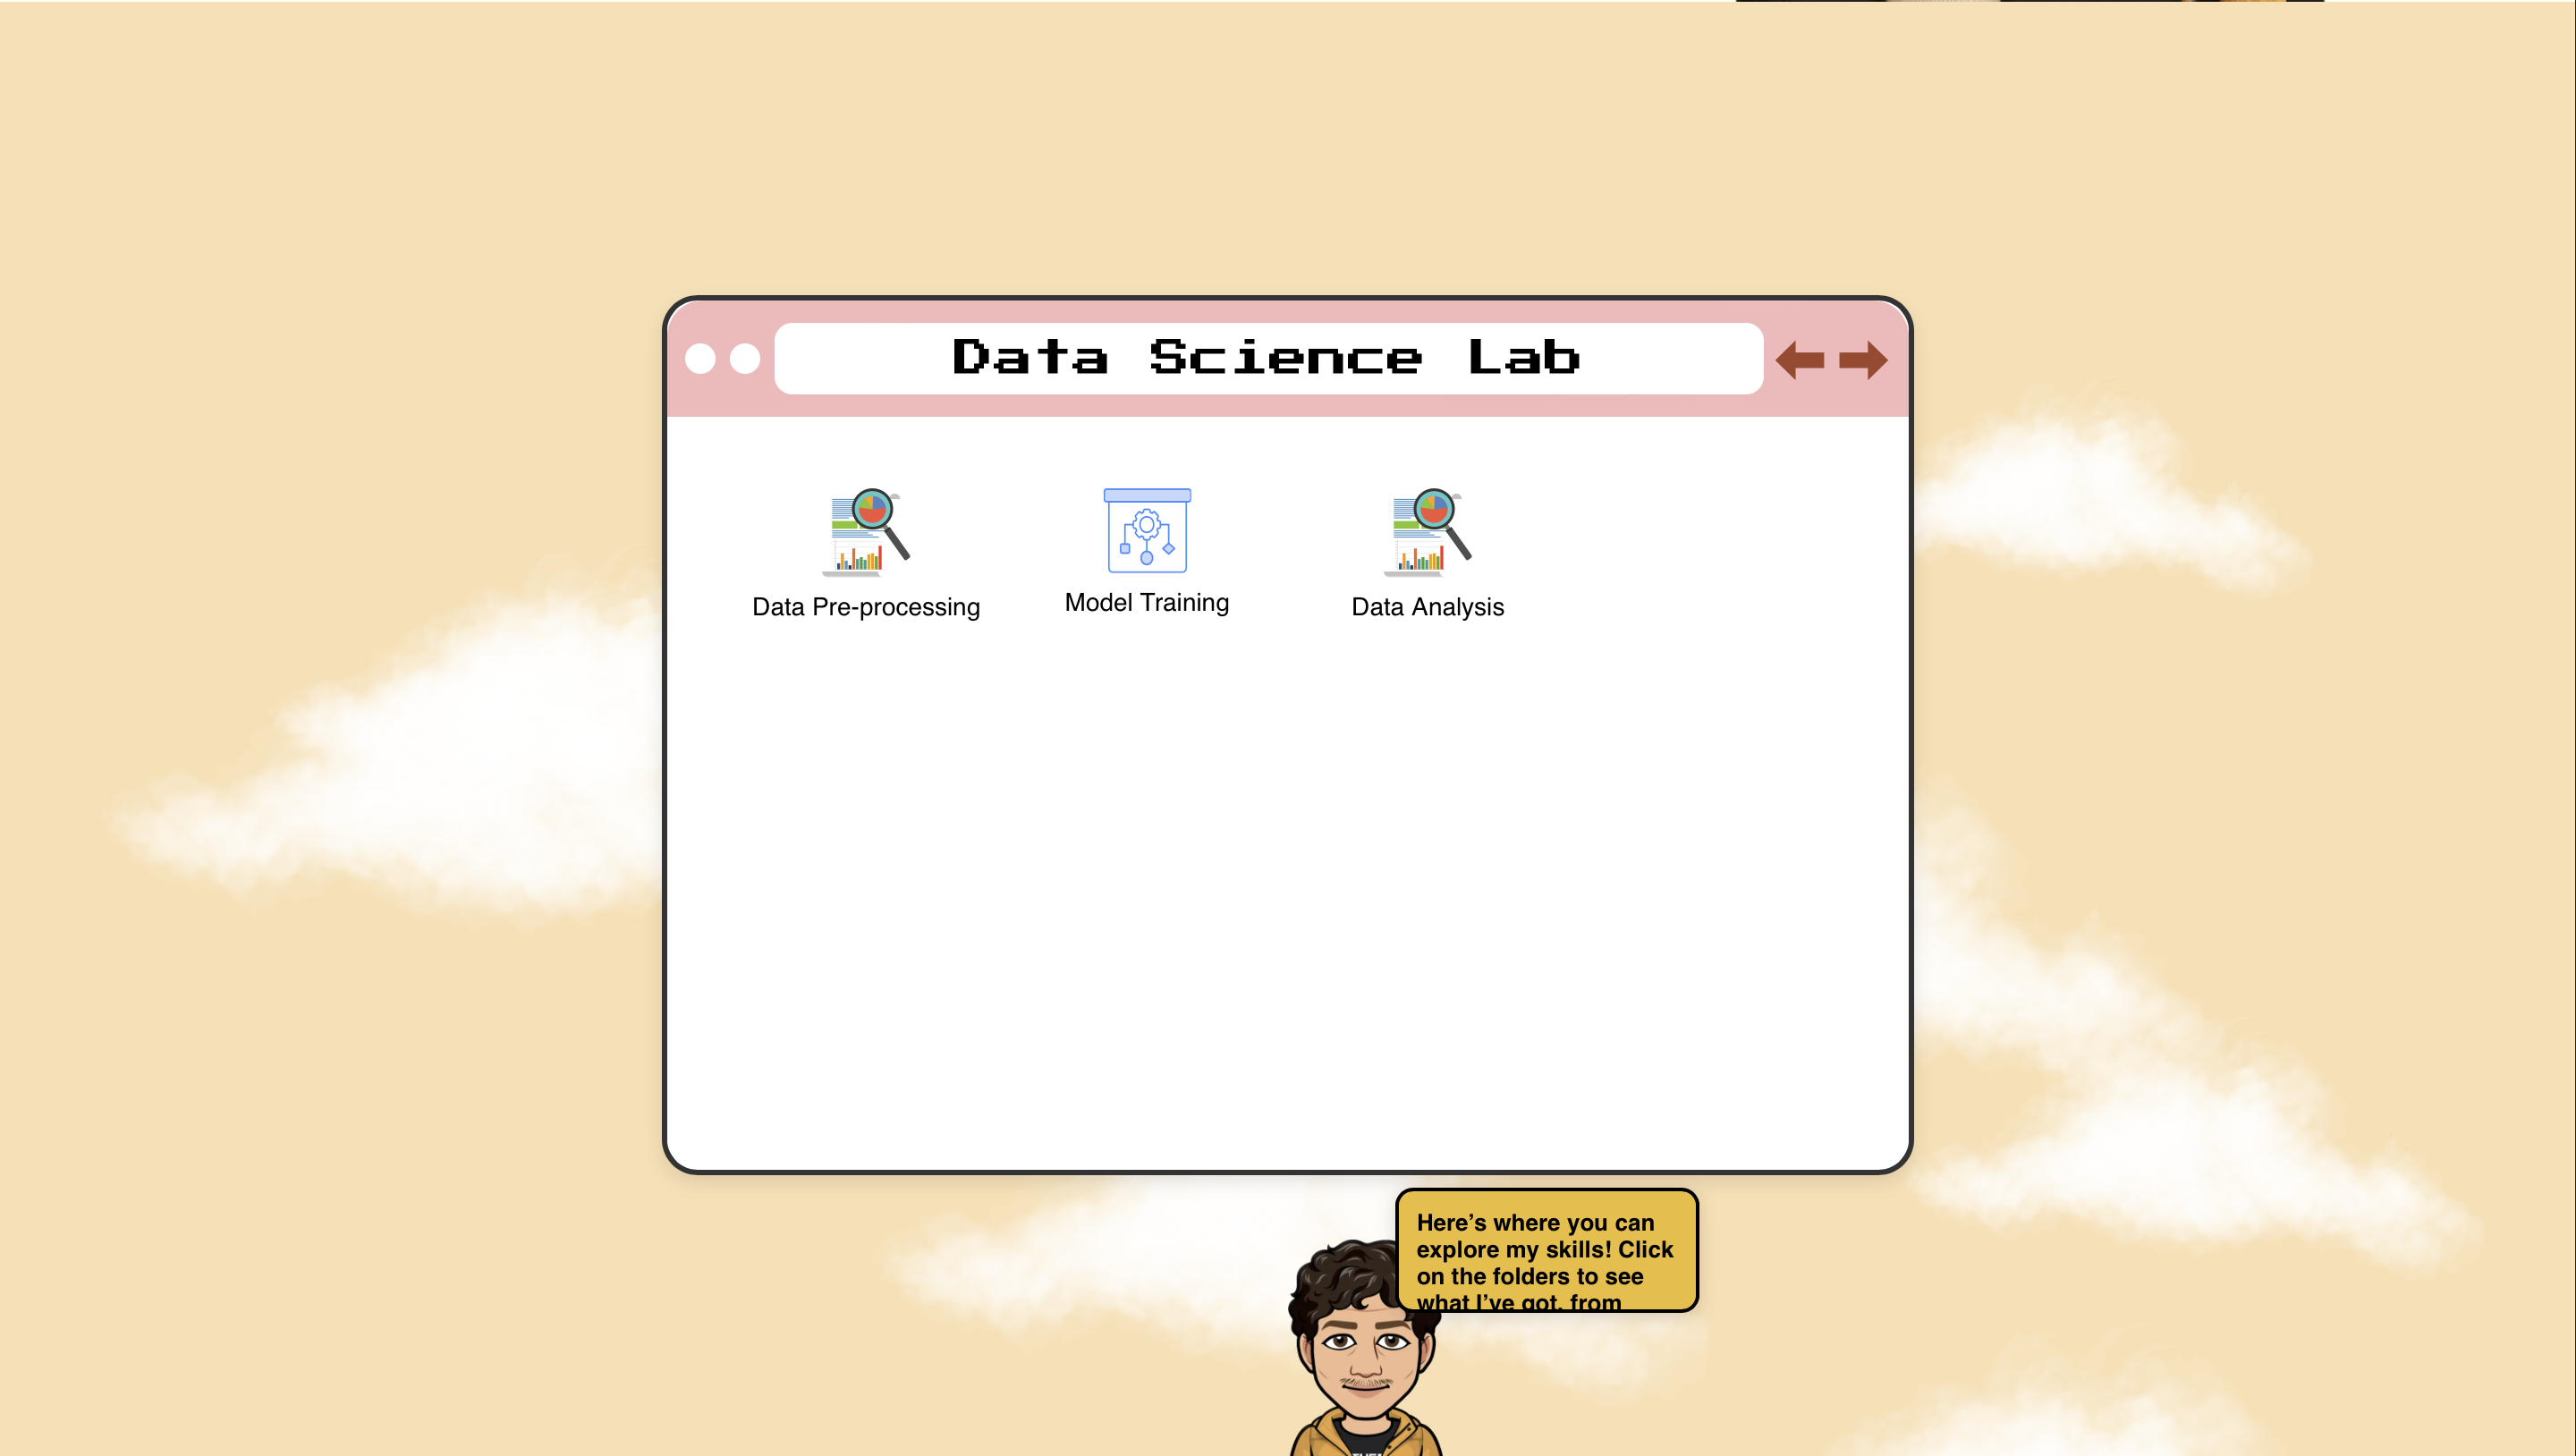 Data Science Lab
Data Pre-processing
Model Training
Data Analysis
Here’s where you can
explore my skills! Click
on the folders to see
what I’ve got, from